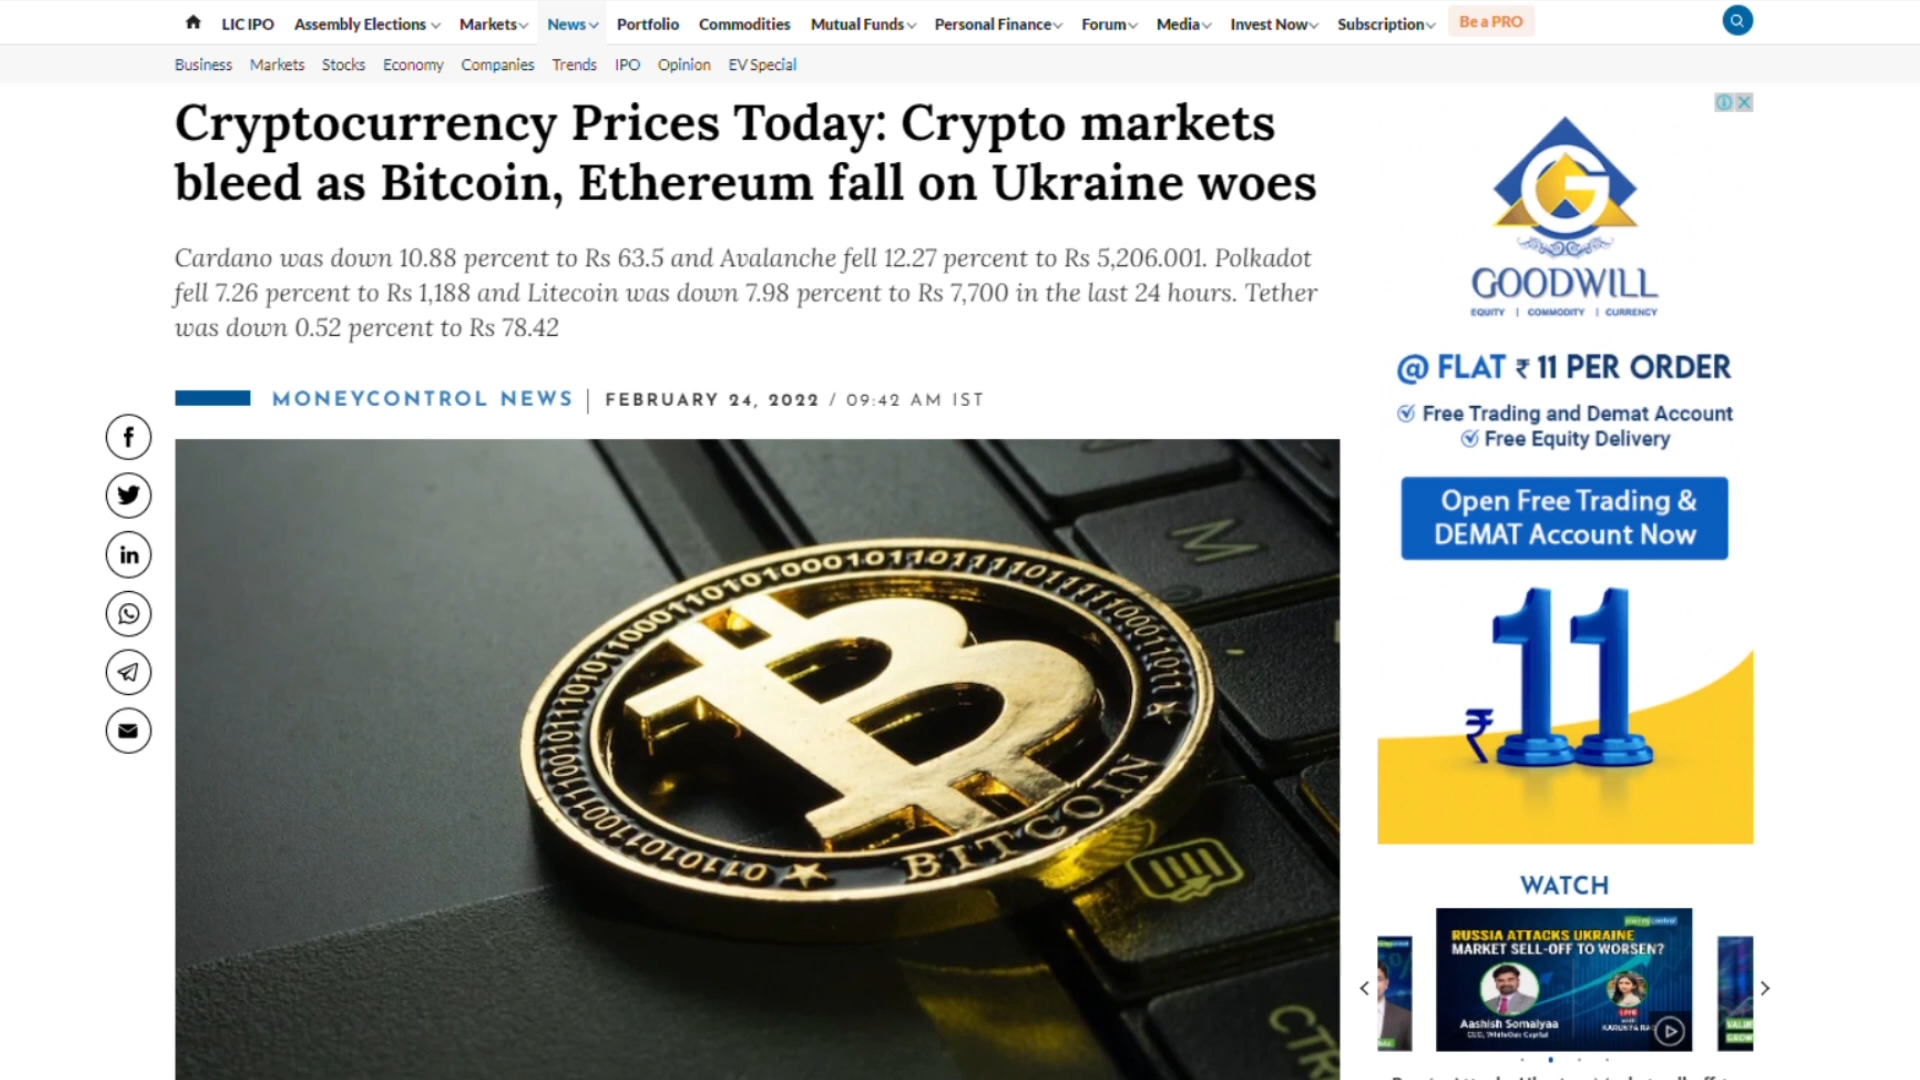 LIC IPO Assembly Elections Markets News Portfolio Commodities Mutual Funds Personal Finance Forum Media Invest Now Subscription Be a PRO
Business Markets Stocks Economy Companies Trends IPO Opinion EV Special
Cryptocurrency Prices Today: Crypto markets
bleed as Bitcoin, Ethereum fall on Ukraine woes
Cardano was down 10.88 percent to Rs 63.5 and Avalanche fell 12.27 percent to Rs 5,206.001. Polkadot
fell 7.26 percent to Rs 1,188 and Litecoin was down 7.98 percent to Rs 7,700 in the last 24 hours. Tether
was down 0.52 percent to Rs 78.42
MONEYCONTROL NEWS | FEBRUARY 24, 2022 / 09:42 AM IST
M
BITCOIN
CTR
GOODWILL
EQUITY | COMMODITY | CURRENCY
@ FLAT ₹ 11 PER ORDER
Free Trading and Demat Account
Free Equity Delivery
Open Free Trading &
DEMAT Account Now
₹ 11
WATCH
RUSSIA ATTACKS UKRAINE
MARKET SELL-OFF TO WORSEN?
LIVE
Aashish Somaiyaa
CEO, WhiteOak Capital